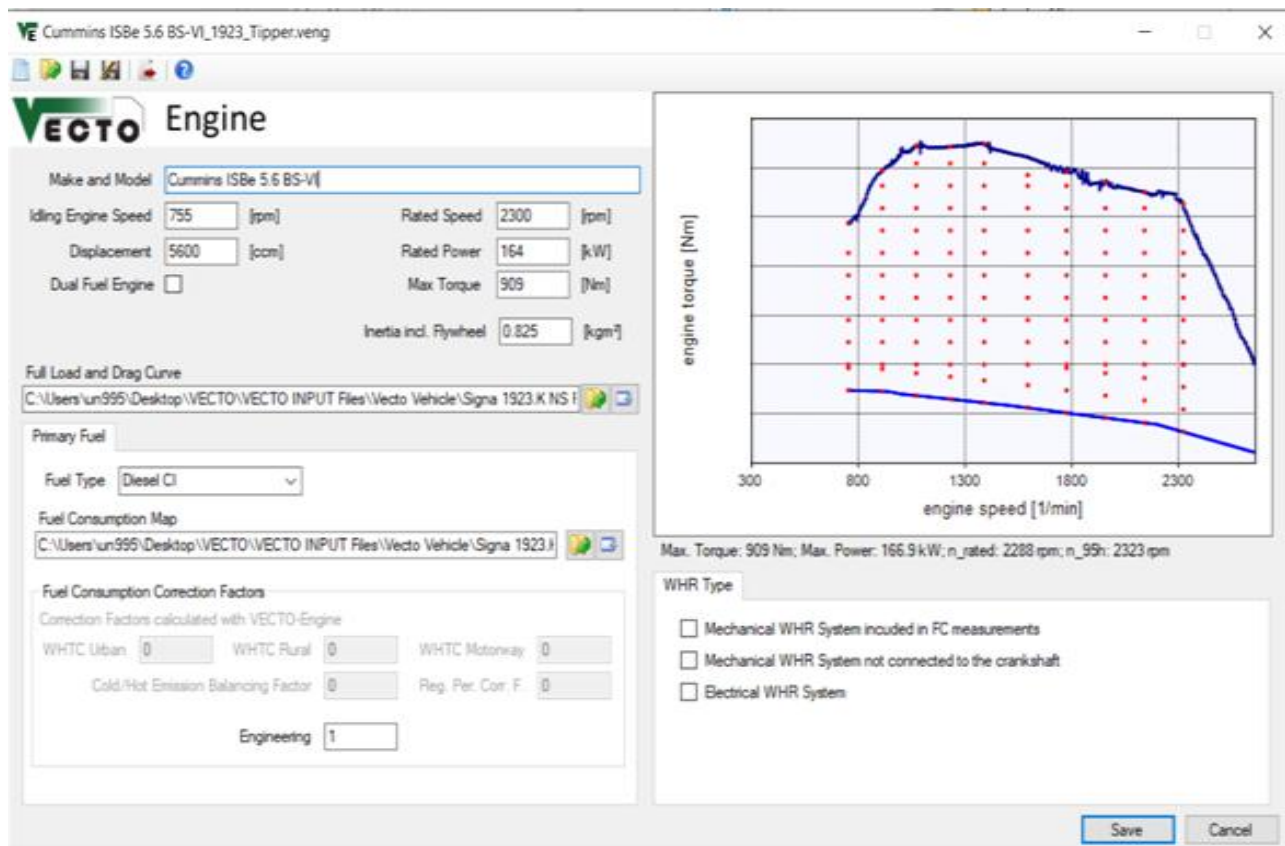 Cummins ISBe 5.6 BS-VI_1923_Tipper.veng
VECTO Engine
Make and Model Cummins ISBe 5.6 BS-VI
Idling Engine Speed 755 [rpm] Rated Speed 2300 [rpm]
Displacement 5600 [ccm] Rated Power 164 [kW]
Dual Fuel Engine Max Torque 909 [Nm]
Inertia incl. Flywheel 0.825 [kgm²]
Full Load and Drag Curve
C:\Users\un995\Desktop\VECTO\VECTO INPUT Files\Vecto Vehicle\Signa 1923.K NS F
Primary Fuel
Fuel Type Diesel CI
Fuel Consumption Map
C:\Users\un995\Desktop\VECTO\VECTO INPUT Files\Vecto Vehicle\Signa 1923.K
Fuel Consumption Correction Factors
Correction Factors calculated with VECTO-Engine
WHTC Urban 0 WHTC Rural 0 WHTC Motorway 0
Cold/Hot Emission Balancing Factor 0 Reg. Per. Corr. F. 0
Engineering 1
engine torque [Nm]
300 800 1300 1800 2300
engine speed [1/min]
Max. Torque: 909 Nm; Max. Power: 166.9 kW; n_rated: 2288 rpm; n_95h: 2323 rpm
WHR Type
Mechanical WHR System incuded in FC measurements
Mechanical WHR System not connected to the crankshaft
Electrical WHR System
Save Cancel